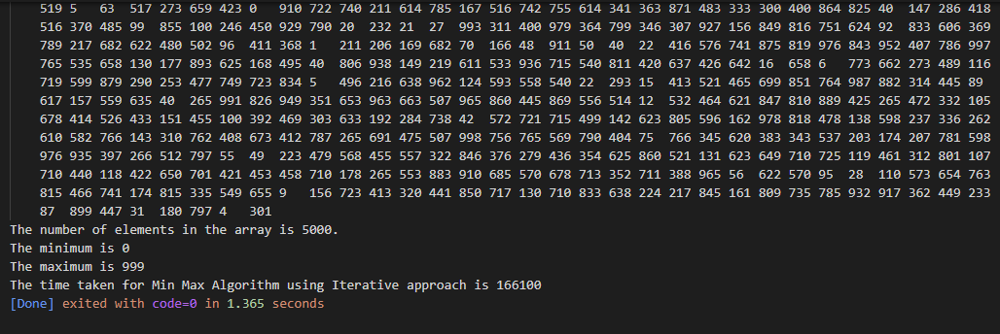 519 5 63 517 273 659 423 0 910 722 740 211 614 785 167 516 742 755 614 341 363 871 483 333 300 400 864 825 40 147 286 418
516 370 485 99 855 100 246 450 929 790 20 232 21 27 993 311 400 979 364 799 346 307 927 156 849 816 751 624 92 833 606 369
789 217 682 622 480 502 96 411 368 1 211 206 169 682 70 166 48 911 50 40 22 416 576 741 875 819 976 843 952 407 786 997
765 535 658 130 177 893 625 168 495 40 806 938 149 219 611 533 936 715 540 811 420 637 426 642 16 658 6 773 662 273 489 116
719 599 879 290 253 477 749 723 834 5 496 216 638 962 124 593 558 540 22 293 15 413 521 465 699 851 764 987 882 314 445 89
617 157 559 635 40 265 991 826 949 351 653 963 663 507 965 860 445 869 556 514 12 532 464 621 847 810 889 425 265 472 332 105
678 414 526 433 151 455 100 392 469 303 633 192 284 738 42 572 721 715 499 142 623 805 596 162 978 818 478 138 598 237 336 262
610 582 766 143 310 762 408 673 412 787 265 691 475 507 998 756 765 569 790 404 75 766 345 620 383 343 537 203 174 207 781 598
976 935 397 266 512 797 55 49 223 479 568 455 557 322 846 376 279 436 354 625 860 521 131 623 649 710 725 119 461 312 801 107
710 440 118 422 650 701 421 453 458 710 178 265 553 883 910 685 570 678 713 352 711 388 965 56 622 570 95 28 110 573 654 763
815 466 741 174 815 335 549 655 9 156 723 413 320 441 850 717 130 710 833 638 224 217 845 161 809 735 785 932 917 362 449 233
87 899 447 31 180 797 4 301
The number of elements in the array is 5000.
The minimum is 0
The maximum is 999
The time taken for Min Max Algorithm using Iterative approach is 166100
[Done] exited with code=0 in 1.365 seconds